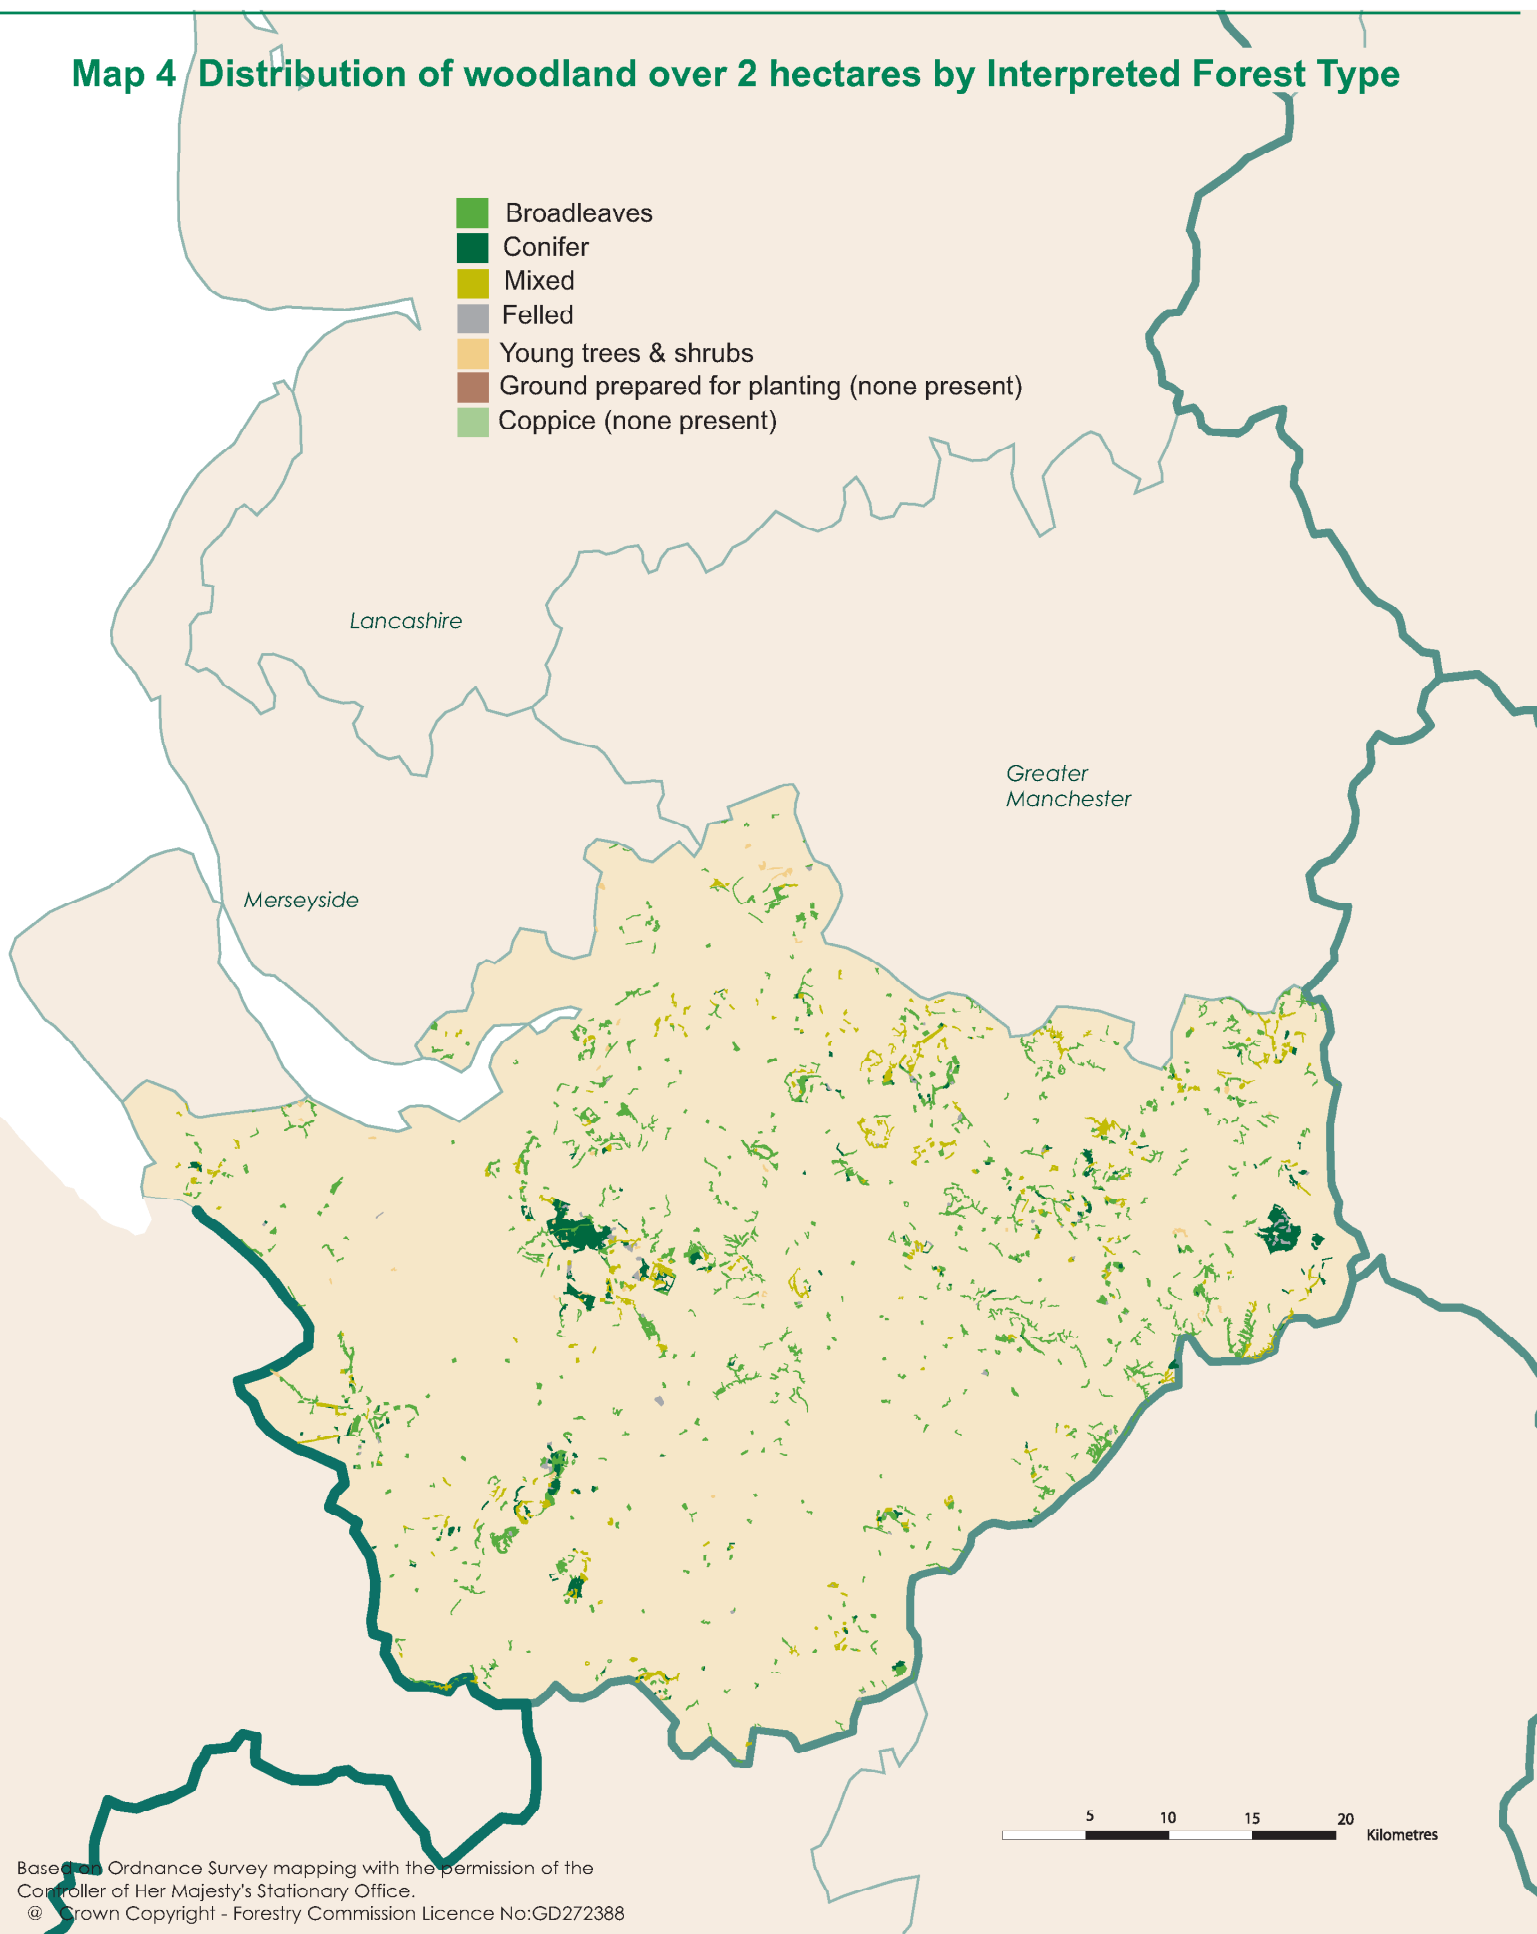 Map 4 Distribution of woodland over 2 hectares by Interpreted Forest Type
Broadleaves
Conifer
Mixed
Felled
Young trees & shrubs
Ground prepared for planting (none present)
Coppice (none present)
Lancashire
Greater
Manchester
Merseyside
5 10 15 20
Kilometres
Based on Ordnance Survey mapping with the permission of the
Controller of Her Majesty's Stationary Office.
@ Crown Copyright - Forestry Commission Licence No:GD272388